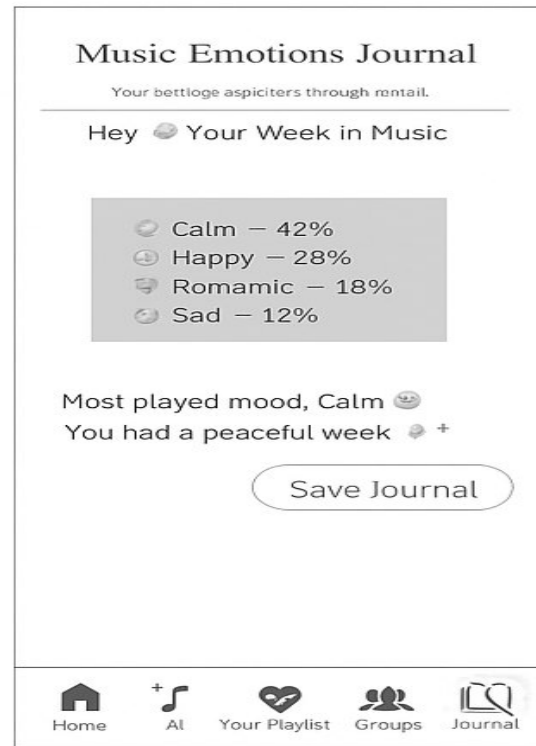 Music Emotions Journal
Your bettloge aspiciters through rentail.
Hey Your Week in Music
Calm – 42%
Happy – 28%
Romamic – 18%
Sad – 12%
Most played mood, Calm
You had a peaceful week +
Save Journal
Home
+
AI
Your Playlist
Groups
Journal